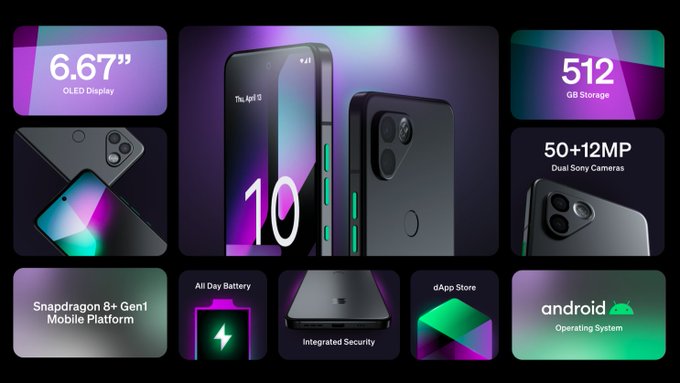 6.67”
OLED Display
Thu, April 13
10
512
GB Storage
50+12MP
Dual Sony Cameras
Snapdragon 8+ Gen1
Mobile Platform
All Day Battery
Integrated Security
dApp Store
android
Operating System